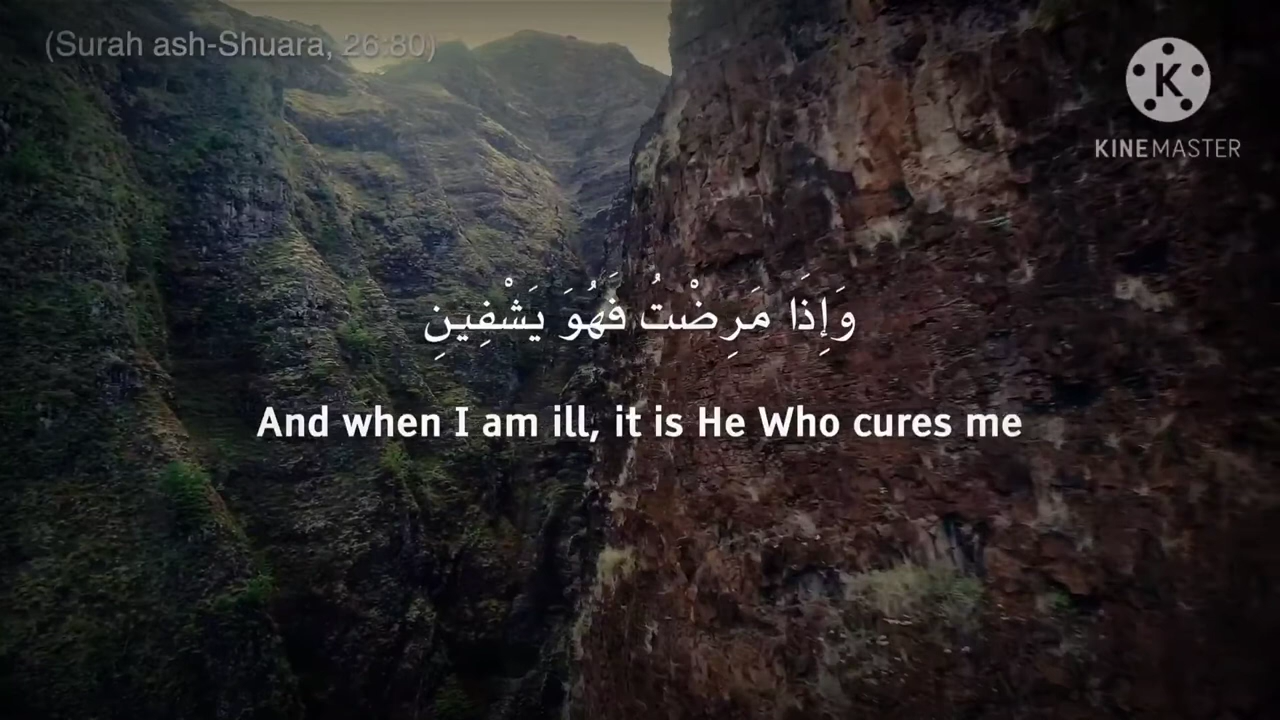 (Surah ash-Shuara, 26:80)
K
KINEMASTER
وَإِذَا مَرِضْتُ فَهُوَ يَشْفِينِ
And when I am ill, it is He Who cures me